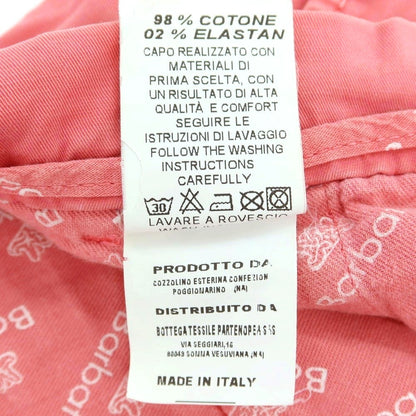 98 % COTONE
02 % ELASTAN
CAPO REALIZZATO CON
MATERIALI DI
PRIMA SCELTA, CON
UN RISULTATO DI ALTA
QUALITÀ E COMFORT
SEGUIRE LE
ISTRUZIONI DI LAVAGGIO
FOLLOW THE WASHING
INSTRUCTIONS
CAREFULLY
30
LAVARE A ROVESCIO
PRODOTTO DA
COZZOLINO ESTERINA CONFEZION
POGGIOMARINO (NA)
DISTRIBUITO DA
BOTTEGA TESSILE PARTENOPEA SAS
VIA SEGGIARI, 16
80049 SOMMA VESUVIANA (NA)
MADE IN ITALY
Barbar